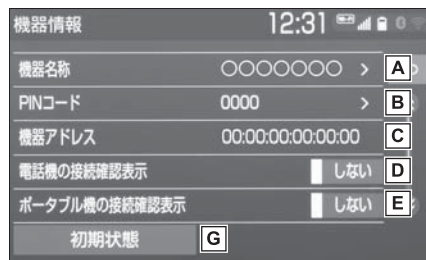 機器情報 12:31
機器名称 ○○○○○○○ > A
PINコード 0000 > B
機器アドレス 00:00:00:00:00:00 C
電話機の接続確認表示 しない D
ポータブル機の接続確認表示 しない E
初期状態 G